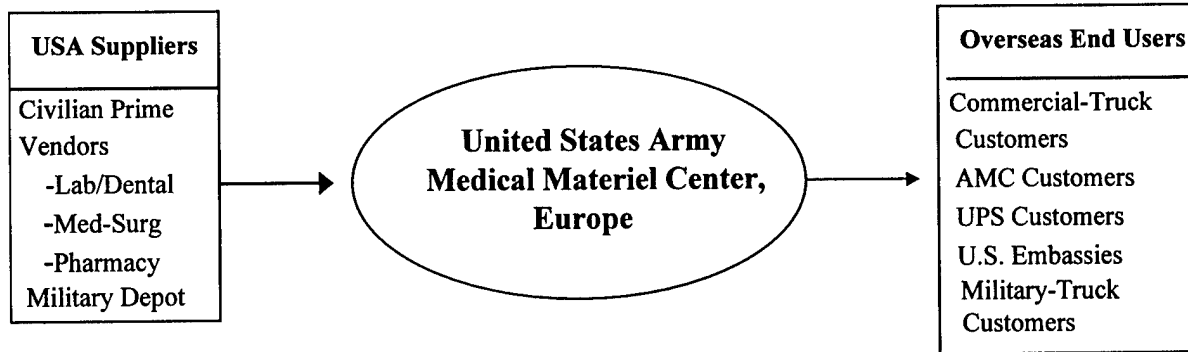 USA Suppliers
Civilian Prime
Vendors
-Lab/Dental
-Med-Surg
-Pharmacy
Military Depot
United States Army
Medical Materiel Center,
Europe
Overseas End Users
Commercial-Truck
Customers
AMC Customers
UPS Customers
U.S. Embassies
Military-Truck
Customers